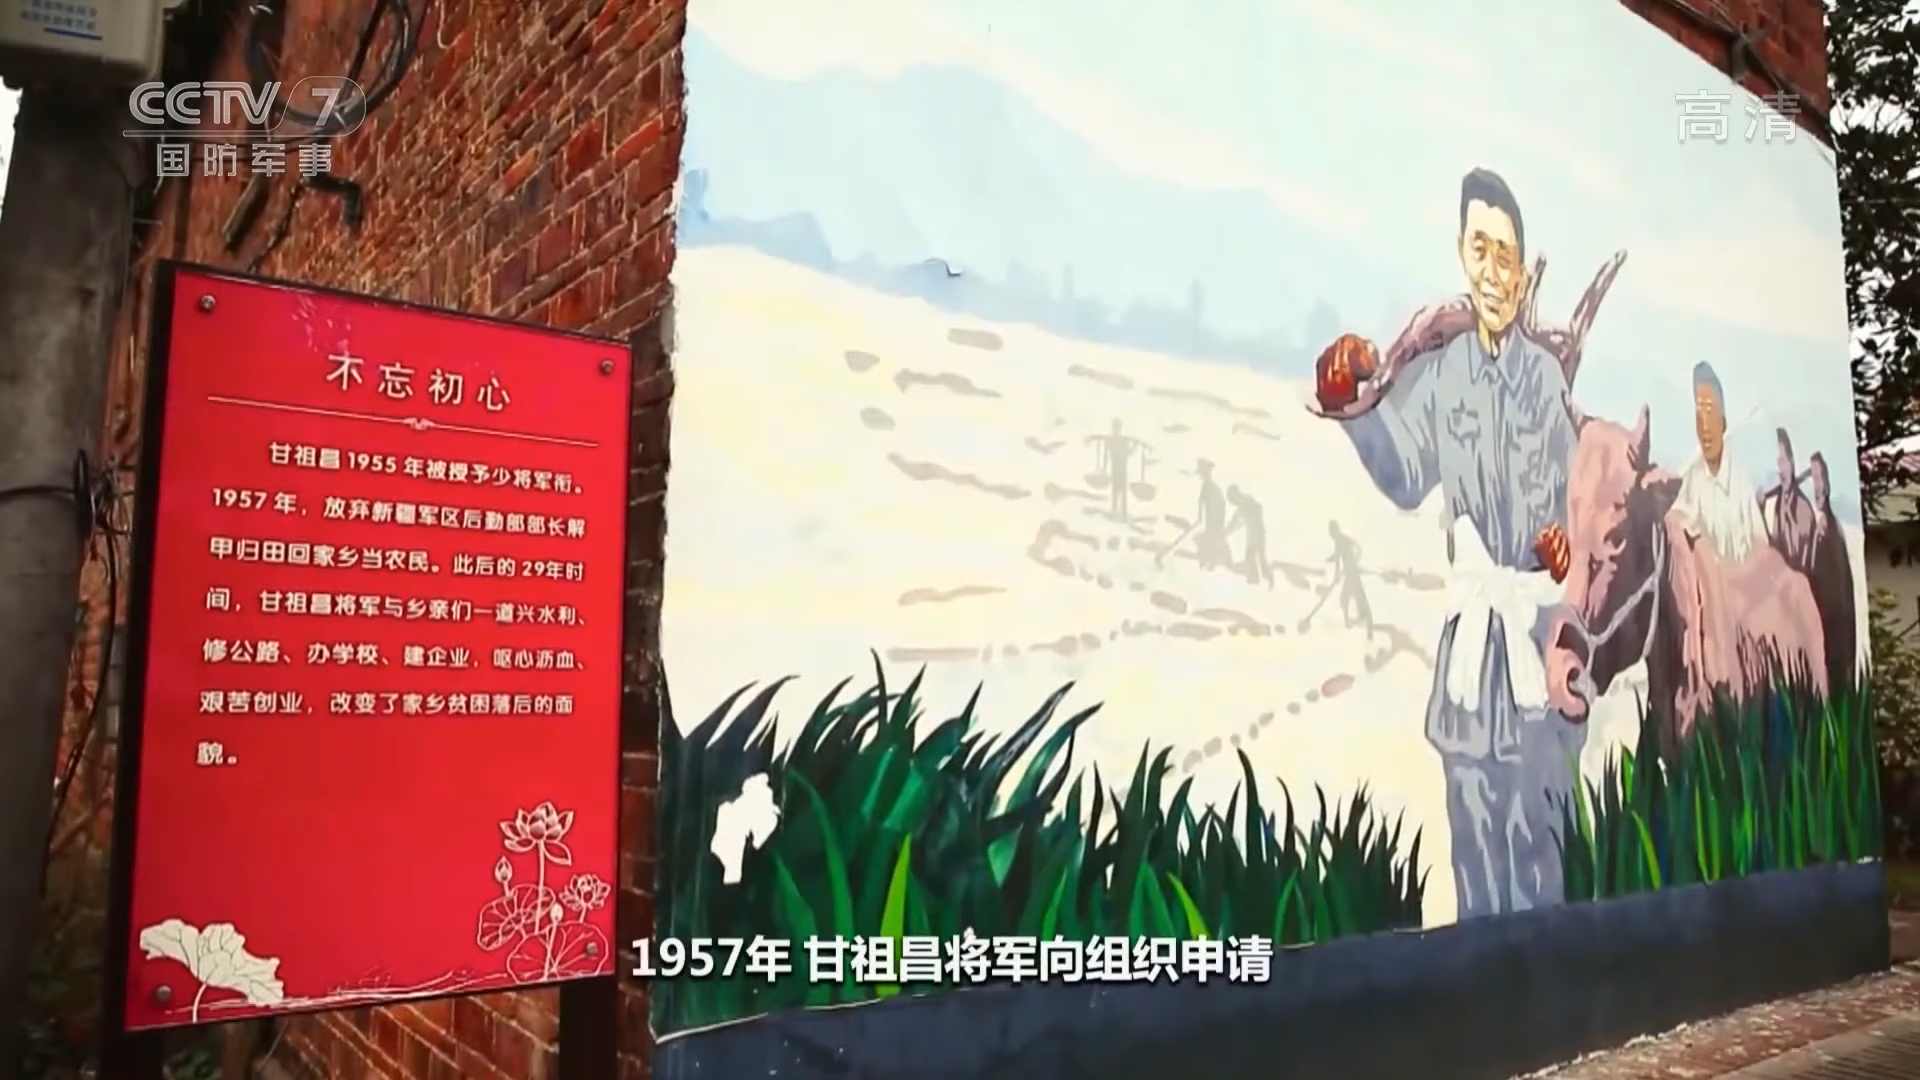 CCTV 7
国防军事
高清
不忘初心
甘祖昌1955年被授予少将军衔。
1957年，放弃新疆军区后勤部部长解
甲归田回家乡当农民。此后的29年时
间，甘祖昌将军与乡亲们一道兴水利、
修公路、办学校、建企业，呕心沥血、
艰苦创业，改变了家乡贫困落后的面
貌。
1957年 甘祖昌将军向组织申请